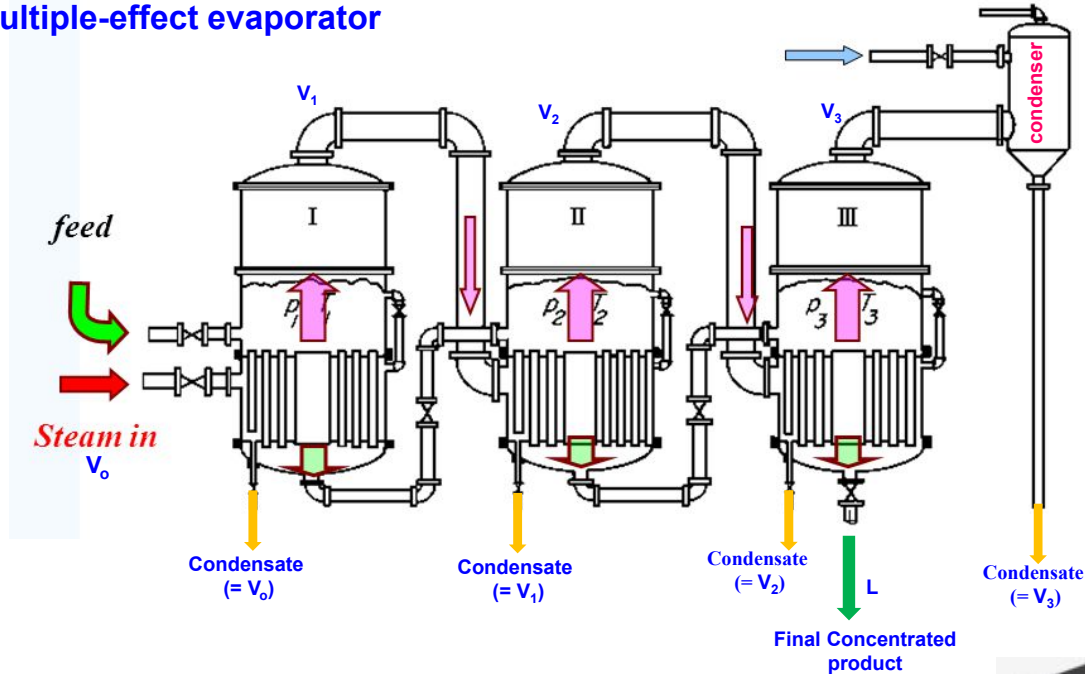 ultiple-effect evaporator
condenser
V1
V2
V3
feed
I
II
III
p1 T1
p2 T2
p3 T3
Steam in
Vo
Condensate
(= Vo)
Condensate
(= V1)
Condensate
(= V2)
L
Condensate
(= V3)
Final Concentrated
product